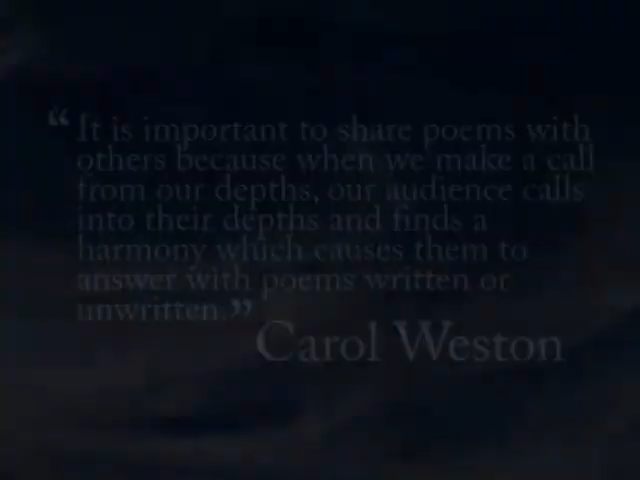 “It is important to share poems with
others because when we make a call
from our depths, our audience calls
into their depths and finds a
harmony which causes them to
answer with poems written or
unwritten.”
Carol Weston